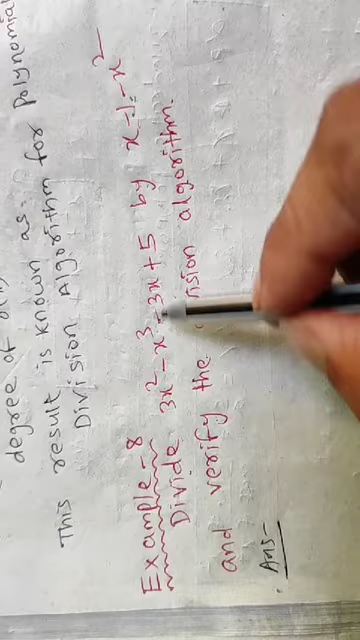 degree of
This result is known as
Division Algorithm for Polynomial
Example-8
Divide 3x²-x³-3x+5 by x-1-x²
and verify the ision algorithm.
Ans-